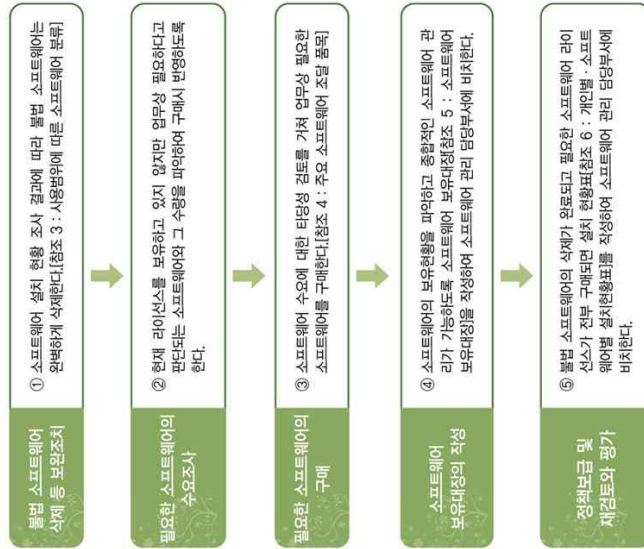 불법 소프트웨어
삭제 등 보완조치
① 소프트웨어 설치 현황 조사 결과에 따라 불법 소프트웨어는
완벽하게 삭제한다.[참조 3 : 사용범위에 따른 소프트웨어 분류]
필요한 소프트웨어의
수요조사
② 현재 라이선스를 보유하고 있지 않지만 업무상 필요하다고
판단되는 소프트웨어와 그 수량을 파악하여 구매시 반영하도록
한다.
필요한 소프트웨어의
구매
③ 소프트웨어 수요에 대한 타당성 검토를 거쳐 업무상 필요한
소프트웨어를 구매한다.[참조 4 : 주요 소프트웨어 조달 품목]
소프트웨어
보유대장의 작성
④ 소프트웨어의 보유현황을 파악하고 종합적인 소프트웨어 관
리가 가능하도록 소프트웨어 보유대장[참조 5 : 소프트웨어
보유대장]을 작성하여 소프트웨어 관리 담당부서에 비치한다.
정책보급 및
재검토와 평가
⑤ 불법 소프트웨어의 삭제가 완료되고 필요한 소프트웨어 라이
선스가 전부 구매되면 설치 현황표[참조 6 : 개인별·소프트
웨어별 설치현황표]를 작성하여 소프트웨어 관리 담당부서에
비치한다.